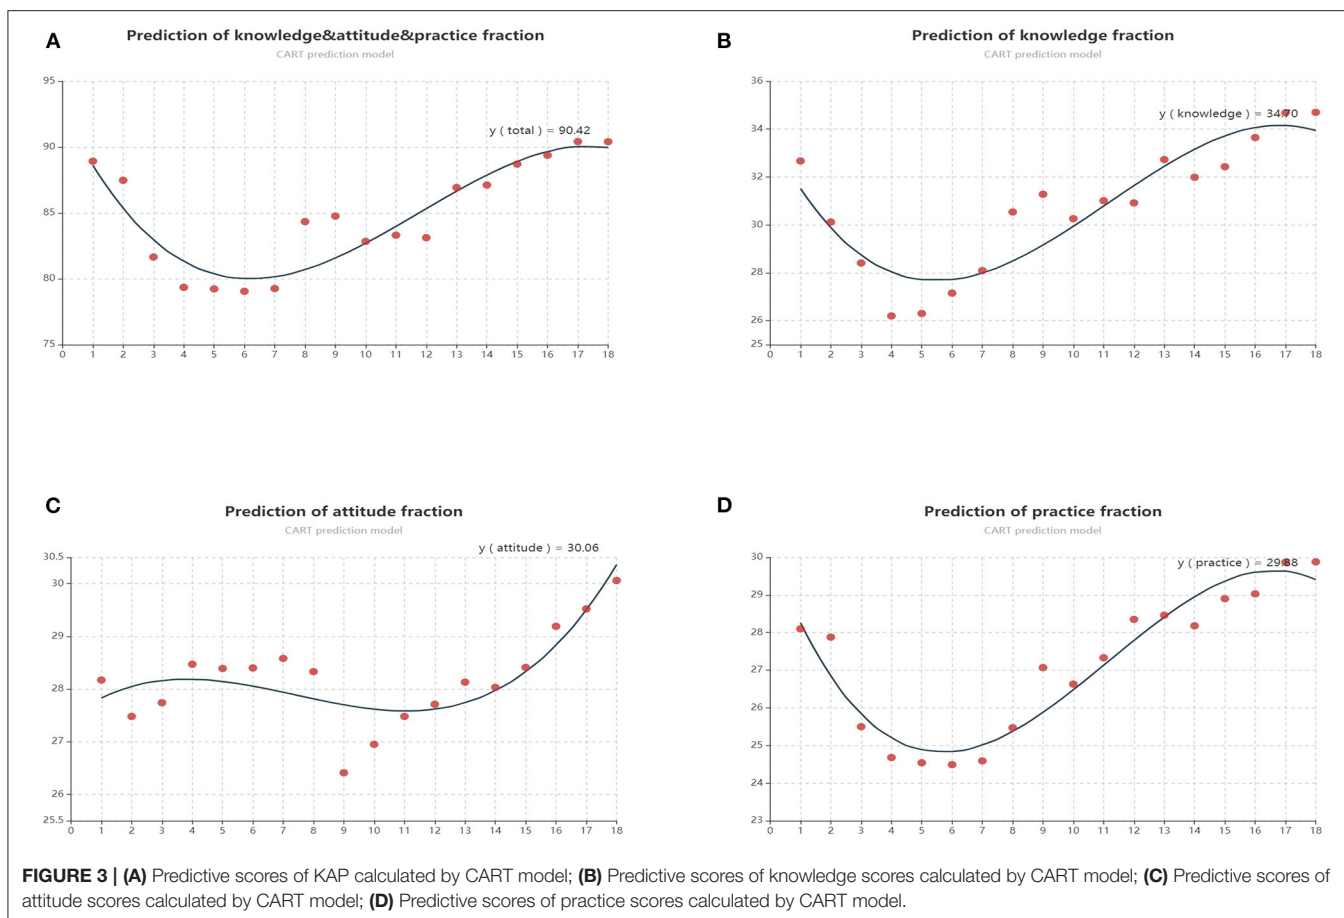 A
Prediction of knowledge&attitude&practice fraction
CART prediction model
y ( total ) = 90.42
95
90
85
80
75
0 1 2 3 4 5 6 7 8 9 10 11 12 13 14 15 16 17 18
B
Prediction of knowledge fraction
CART prediction model
y ( knowledge ) = 34.70
36
34
32
30
28
26
25
0 1 2 3 4 5 6 7 8 9 10 11 12 13 14 15 16 17 18
C
Prediction of attitude fraction
CART prediction model
y ( attitude ) = 30.06
30.5
30
29
28
27
26
25.5
0 1 2 3 4 5 6 7 8 9 10 11 12 13 14 15 16 17 18
D
Prediction of practice fraction
CART prediction model
y ( practice ) = 29.88
30
29
28
27
26
25
24
23
0 1 2 3 4 5 6 7 8 9 10 11 12 13 14 15 16 17 18
FIGURE 3 | (A) Predictive scores of KAP calculated by CART model; (B) Predictive scores of knowledge scores calculated by CART model; (C) Predictive scores of
attitude scores calculated by CART model; (D) Predictive scores of practice scores calculated by CART model.